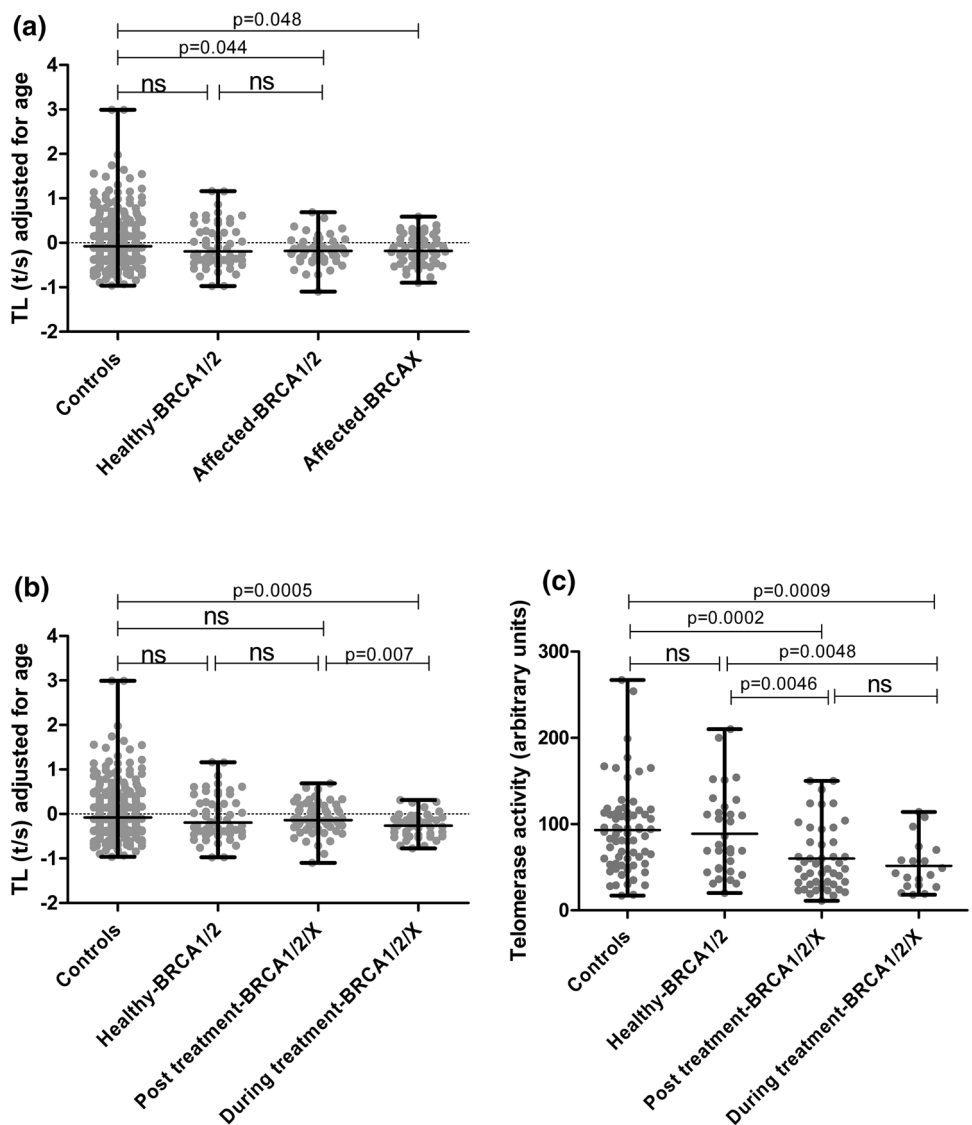 (a)
p=0.048
p=0.044
ns ns
TL (t/s) adjusted for age
4
3
2
1
0
-1
-2
Controls
Healthy-BRCA1/2
Affected-BRCA1/2
Affected-BRCAX
(b)
p=0.0005
ns
ns ns p=0.007
TL (t/s) adjusted for age
4
3
2
1
0
-1
-2
Controls
Healthy-BRCA1/2
Post treatment-BRCA1/2/X
During treatment-BRCA1/2/X
(c)
p=0.0009
p=0.0002
ns p=0.0048
p=0.0046 ns
Telomerase activity (arbitrary units)
300
200
100
0
Controls
Healthy-BRCA1/2
Post treatment-BRCA1/2/X
During treatment-BRCA1/2/X